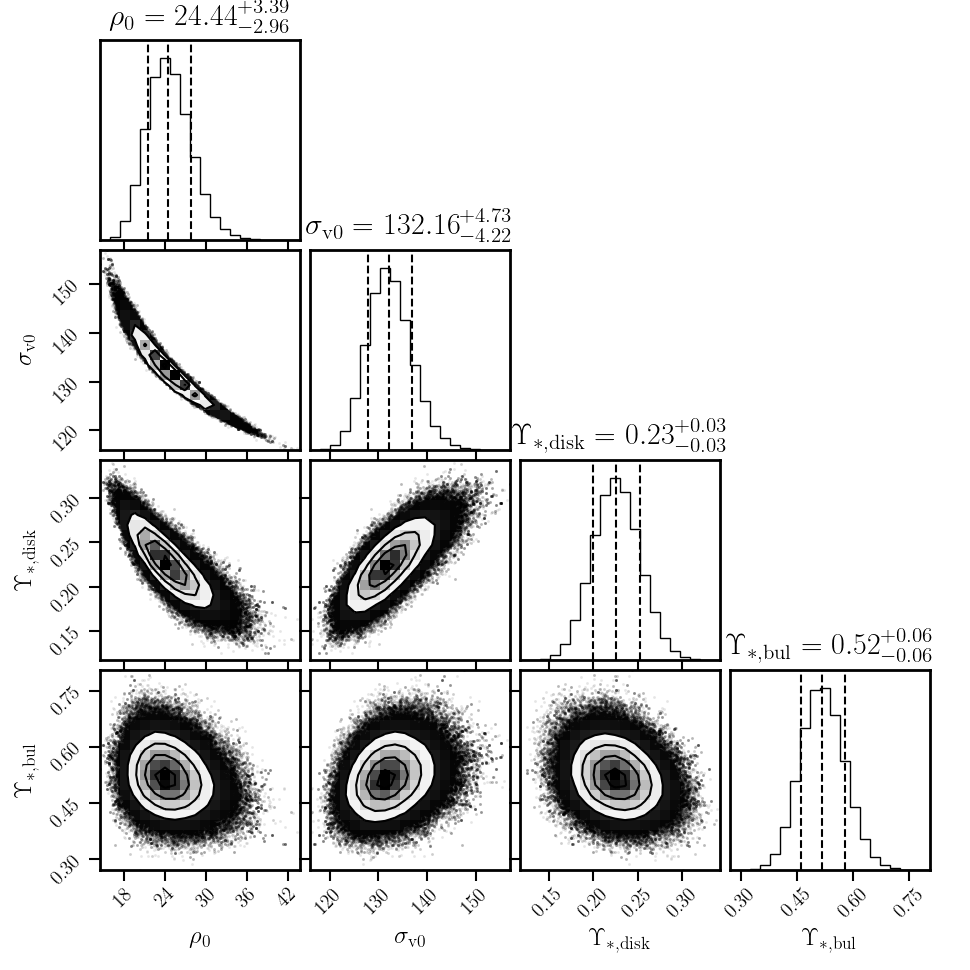 ρ₀ = 24.44⁺³·³⁹₋₂.₉₆
σᵥ₀ = 132.16⁺⁴·⁷³₋₄.₂₂
150
140
130
120
σᵥ₀
ϒ∗,disk = 0.23⁺⁰·⁰³₋₀.₀₃
0.30
0.25
0.20
0.15
ϒ∗,disk
ϒ∗,bul = 0.52⁺⁰·⁰⁶₋₀.₀₆
0.75
0.60
0.45
0.30
ϒ∗,bul
18 24 30 36 42
120 130 140 150
0.15 0.20 0.25 0.30
0.30 0.45 0.60 0.75
ρ₀
σᵥ₀
ϒ∗,disk
ϒ∗,bul